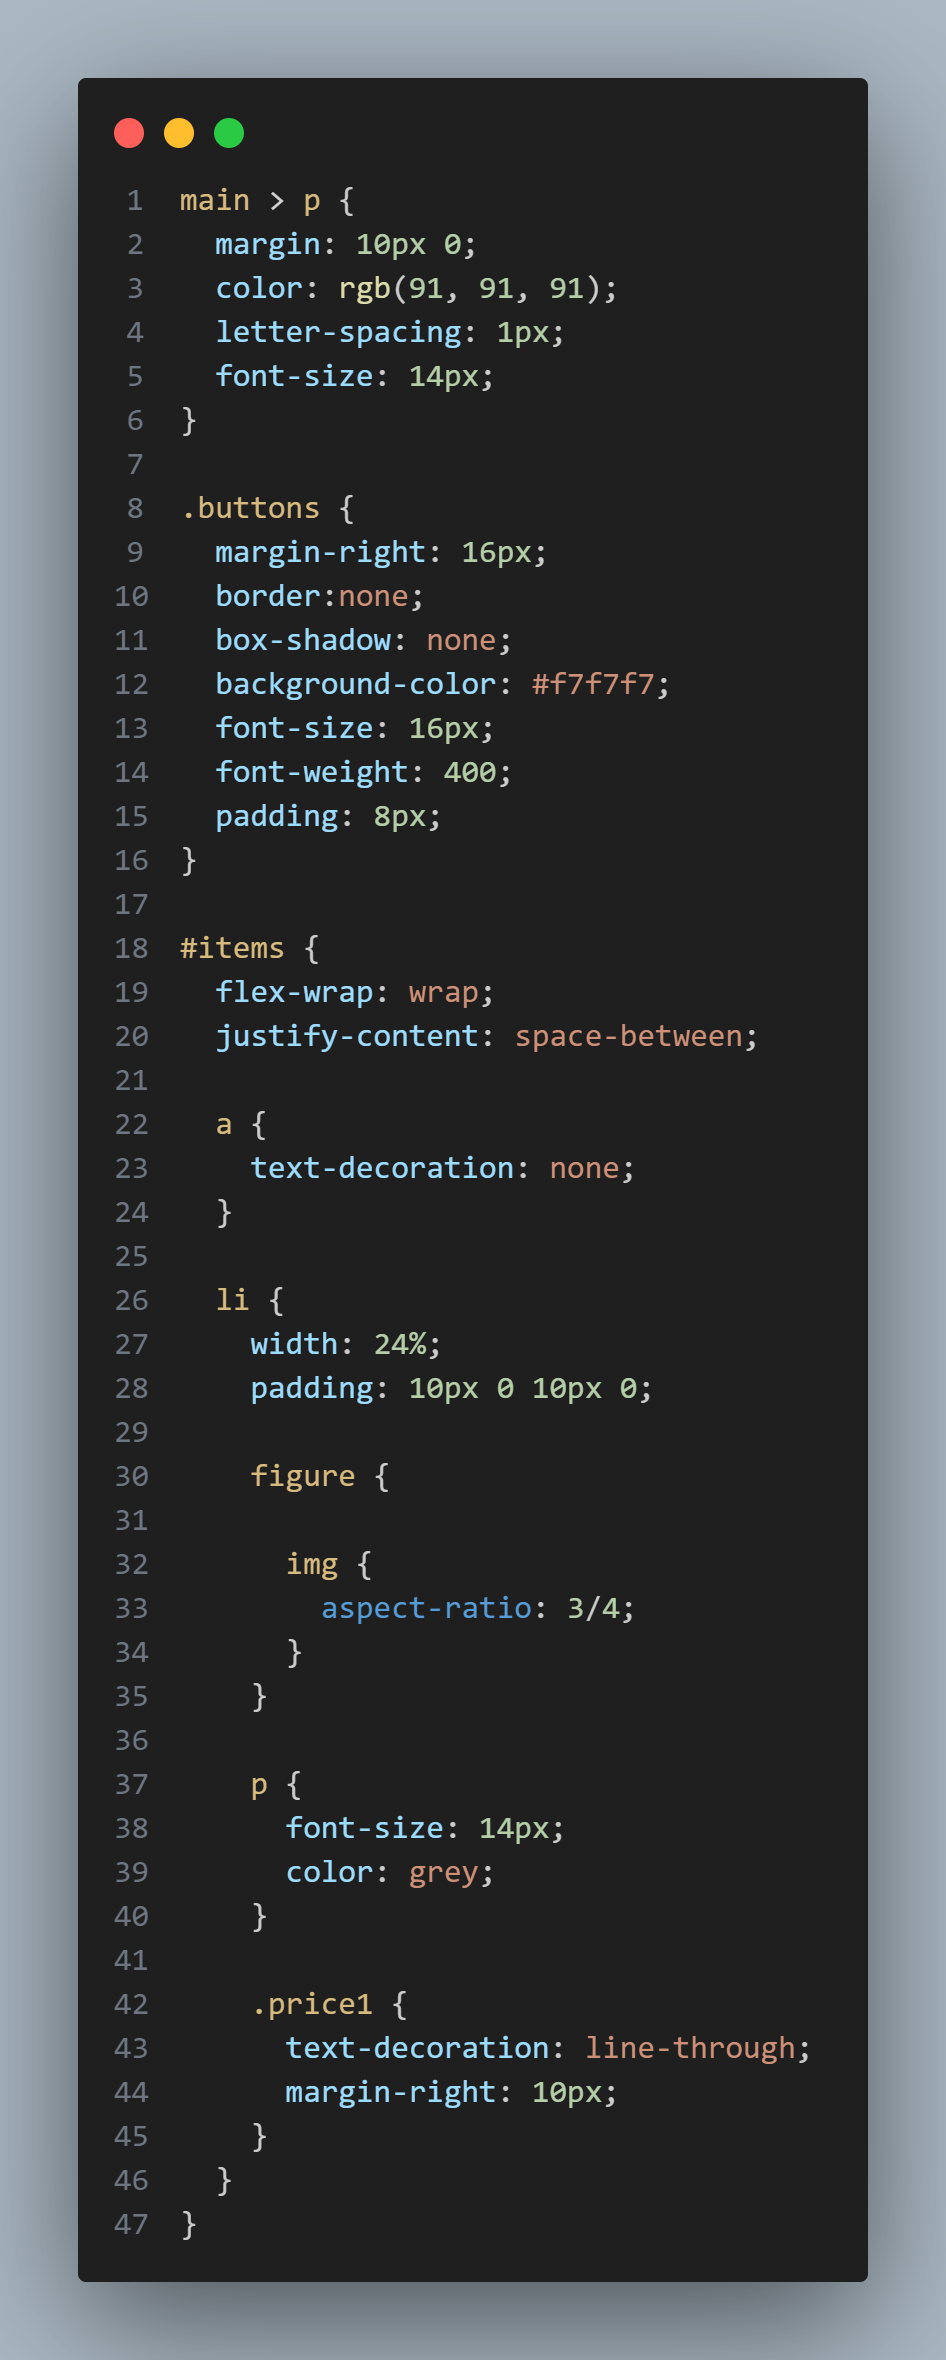 1 main > p {
2   margin: 10px 0;
3   color: rgb(91, 91, 91);
4   letter-spacing: 1px;
5   font-size: 14px;
6 }
7
8 .buttons {
9   margin-right: 16px;
10   border:none;
11   box-shadow: none;
12   background-color: #f7f7f7;
13   font-size: 16px;
14   font-weight: 400;
15   padding: 8px;
16 }
17
18 #items {
19   flex-wrap: wrap;
20   justify-content: space-between;
21
22   a {
23     text-decoration: none;
24   }
25
26   li {
27     width: 24%;
28     padding: 10px 0 10px 0;
29
30     figure {
31
32       img {
33         aspect-ratio: 3/4;
34       }
35     }
36
37     p {
38       font-size: 14px;
39       color: grey;
40     }
41
42     .price1 {
43       text-decoration: line-through;
44       margin-right: 10px;
45     }
46   }
47 }